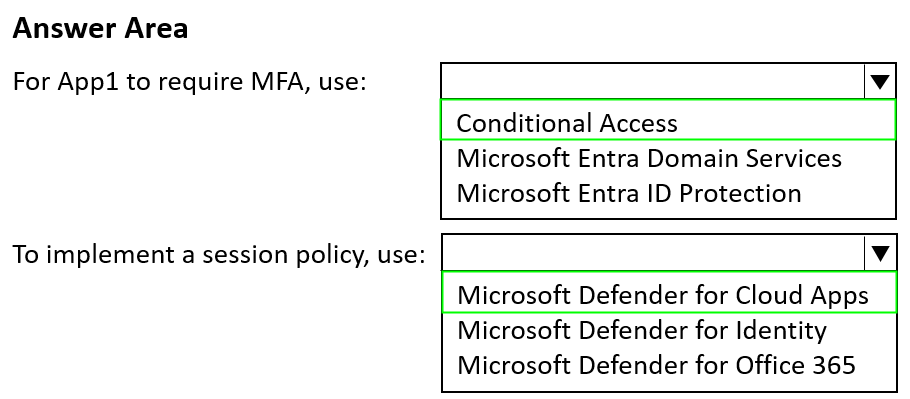 Answer Area
For App1 to require MFA, use:
Conditional Access
Microsoft Entra Domain Services
Microsoft Entra ID Protection
To implement a session policy, use:
Microsoft Defender for Cloud Apps
Microsoft Defender for Identity
Microsoft Defender for Office 365